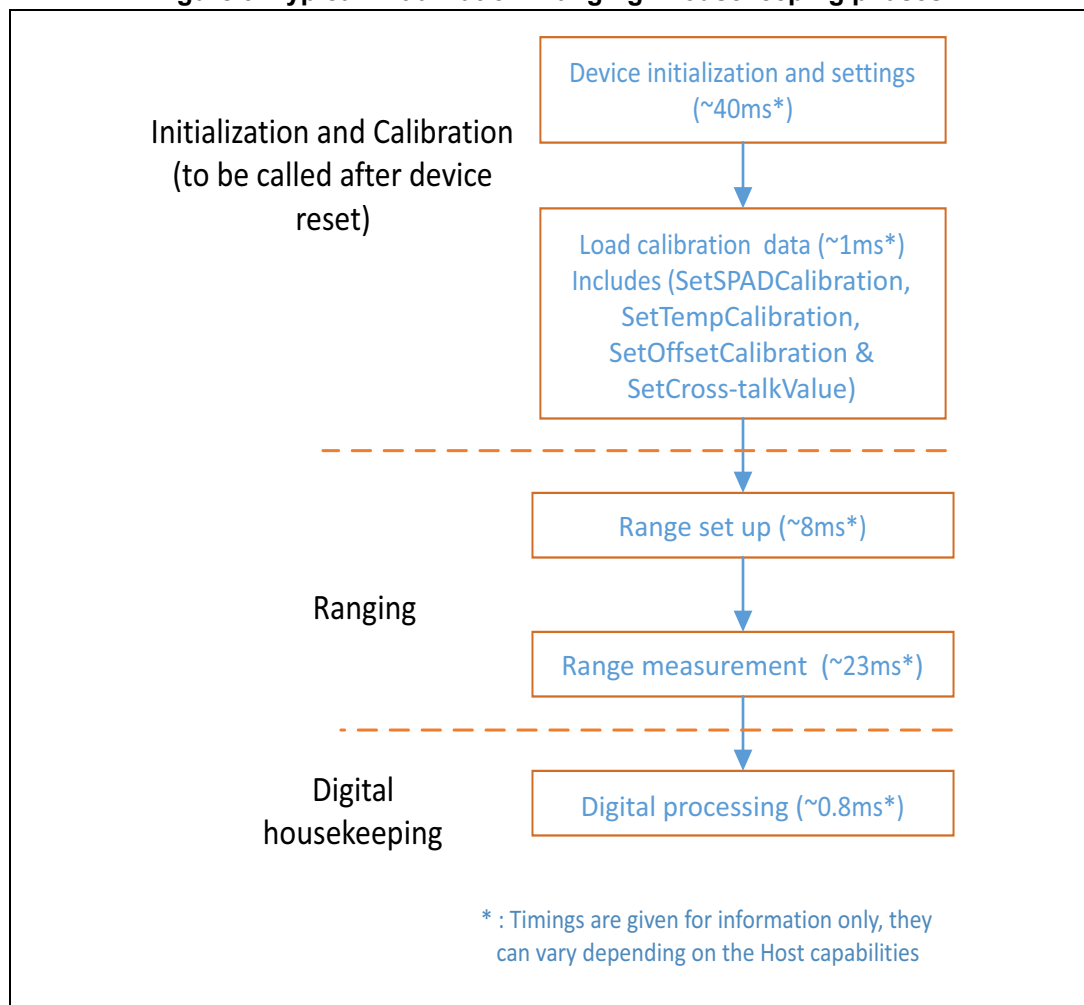 Device initialization and settings
(~40ms*)
Initialization and Calibration
(to be called after device
reset)
Load calibration data (~1ms*)
Includes (SetSPADCalibration,
SetTempCalibration,
SetOffsetCalibration &
SetCross-talkValue)
Range set up (~8ms*)
Ranging
Range measurement (~23ms*)
Digital
housekeeping
Digital processing (~0.8ms*)
* : Timings are given for information only, they
can vary depending on the Host capabilities